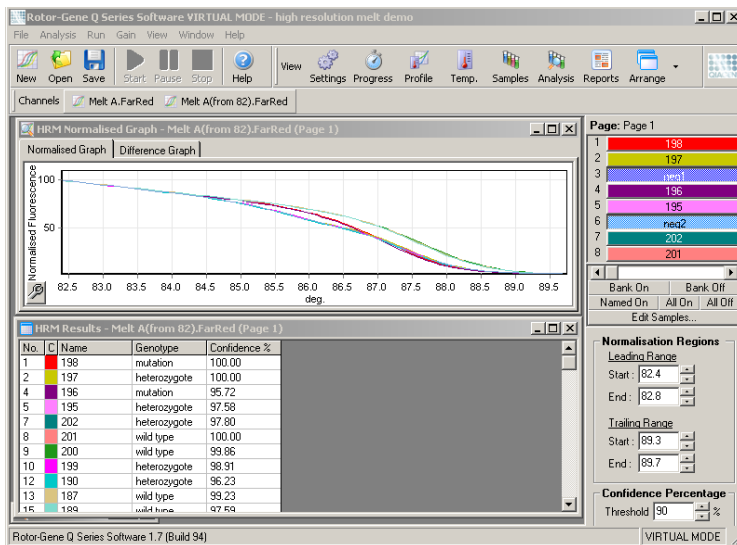 Rotor-Gene Q Series Software VIRTUAL MODE - high resolution melt demo
File Analysis Run Gain View Window Help
New Open Save Start Pause Stop Help View Settings Progress Profile Temp. Samples Analysis Reports Arrange
Channels Melt A.FarRed Melt A(from 82).FarRed
HRM Normalised Graph - Melt A(from 82).FarRed (Page 1)
Normalised Graph Difference Graph
Normalised Fluorescence
100
50
82.5 83.0 83.5 84.0 84.5 85.0 85.5 86.0 86.5 87.0 87.5 88.0 88.5 89.0 89.5
deg.
HRM Results - Melt A(from 82).FarRed (Page 1)
No. C Name Genotype Confidence %
1 198 mutation 100.00
2 197 heterozygote 100.00
4 196 mutation 95.72
5 195 heterozygote 97.58
7 202 heterozygote 97.80
8 201 wild type 100.00
9 200 wild type 99.86
10 199 heterozygote 98.91
12 190 heterozygote 96.23
13 187 wild type 99.23
15 189 wild type 97.59
Page: Page 1
1 198
2 197
3 neg1
4 196
5 195
6 neg2
7 202
8 201
Bank On Bank Off
Named On All On All Off
Edit Samples...
Normalisation Regions
Leading Range
Start : 82.4
End : 82.8
Trailing Range
Start : 89.3
End : 89.7
Confidence Percentage
Threshold 90 %
Rotor-Gene Q Series Software 1.7 (Build 94) VIRTUAL MODE